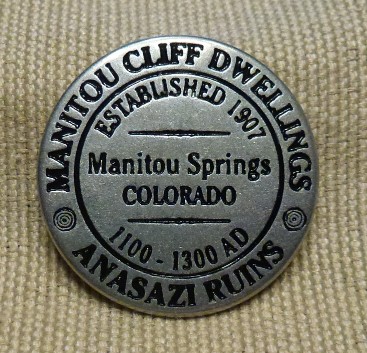 MANITOU CLIFF DWELLINGS
ESTABLISHED 1907
Manitou Springs
COLORADO
1100 - 1300 AD
ANASAZI RUINS